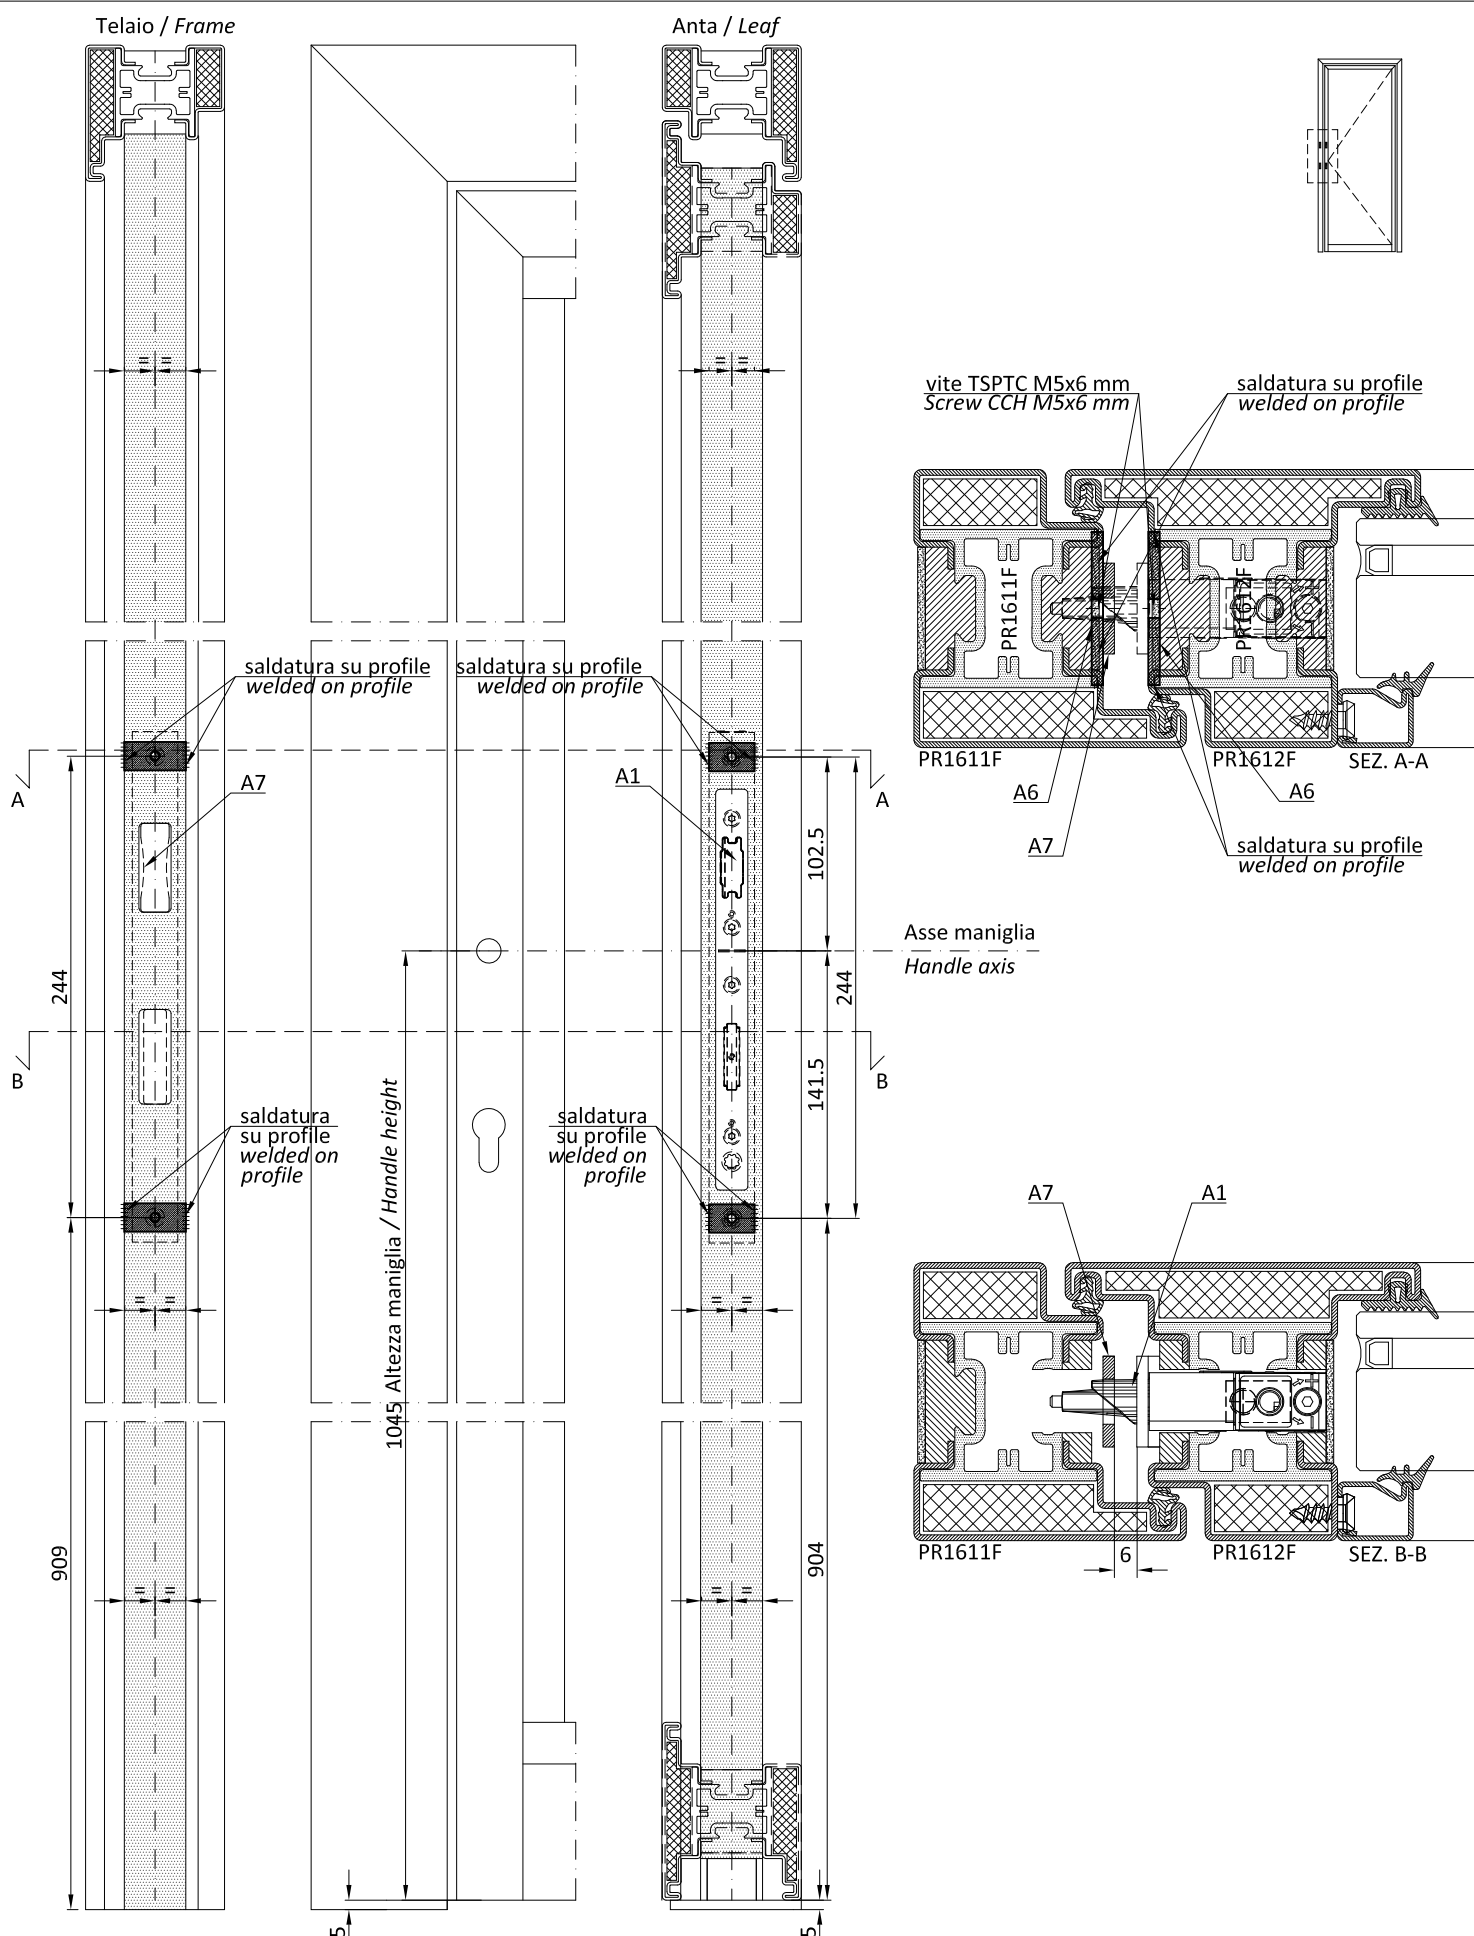 Telaio / Frame
Anta / Leaf
=
=
=
=
vite TSPTC M5x6 mm
Screw CCH M5x6 mm
saldatura su profile
welded on profile
PR1611F
PR1612F
PR1611F
PR1612F
SEZ. A-A
A6
A6
A7
saldatura su profile
welded on profile
saldatura su profile
welded on profile
saldatura su profile
welded on profile
A
A7
A1
A
102.5
Asse maniglia
Handle axis
244
244
B
B
141.5
saldatura
su profile
welded on
profile
saldatura
su profile
welded on
profile
1045 Altezza maniglia / Handle height
A7
A1
=
=
=
=
PR1611F
PR1612F
SEZ. B-B
6
909
904
=
=
=
=
5
5